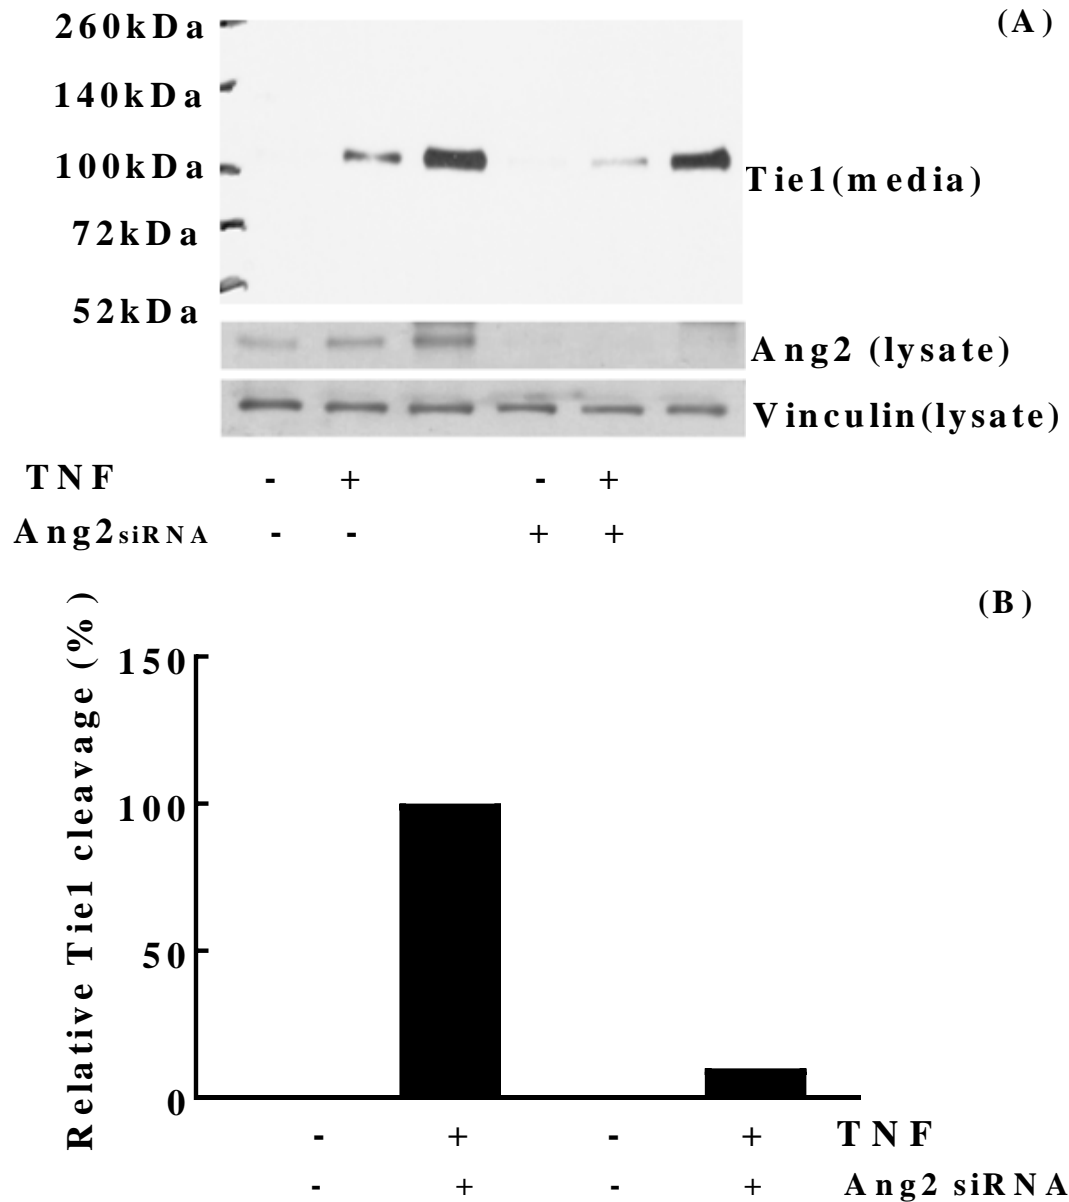 (A)
260kDa
140kDa
100kDa
Tie1(media)
72kDa
52kDa
Ang2 (lysate)
Vinculin(lysate)
TNF - + - +
Ang2siRNA - - + +
(B)
Relative Tie1 cleavage (%)
150
100
50
0
- + - + TNF
- + - + Ang2 siRNA